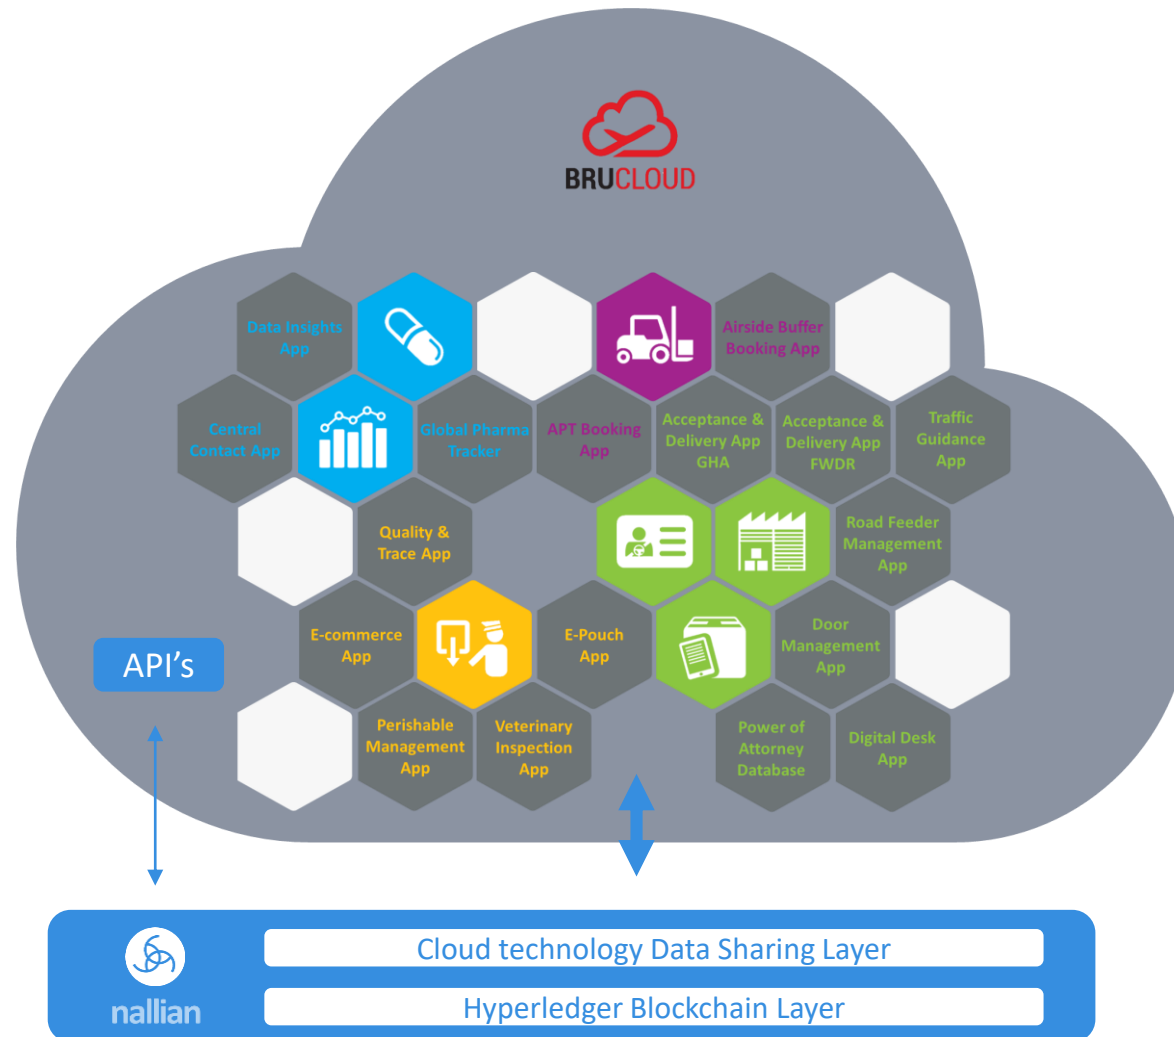 BRUCLOUD
Data Insights
App
Airside Buffer
Booking App
Central
Contact App
Global Pharma
Tracker
APT Booking
App
Acceptance &
Delivery App
GHA
Acceptance &
Delivery App
FWDR
Traffic
Guidance
App
Quality &
Trace App
Road Feeder
Management
App
E-commerce
App
E-Pouch
App
Door
Management
App
API's
Perishable
Management
App
Veterinary
Inspection
App
Power of
Attorney
Database
Digital Desk
App
Cloud technology Data Sharing Layer
nallian
Hyperledger Blockchain Layer